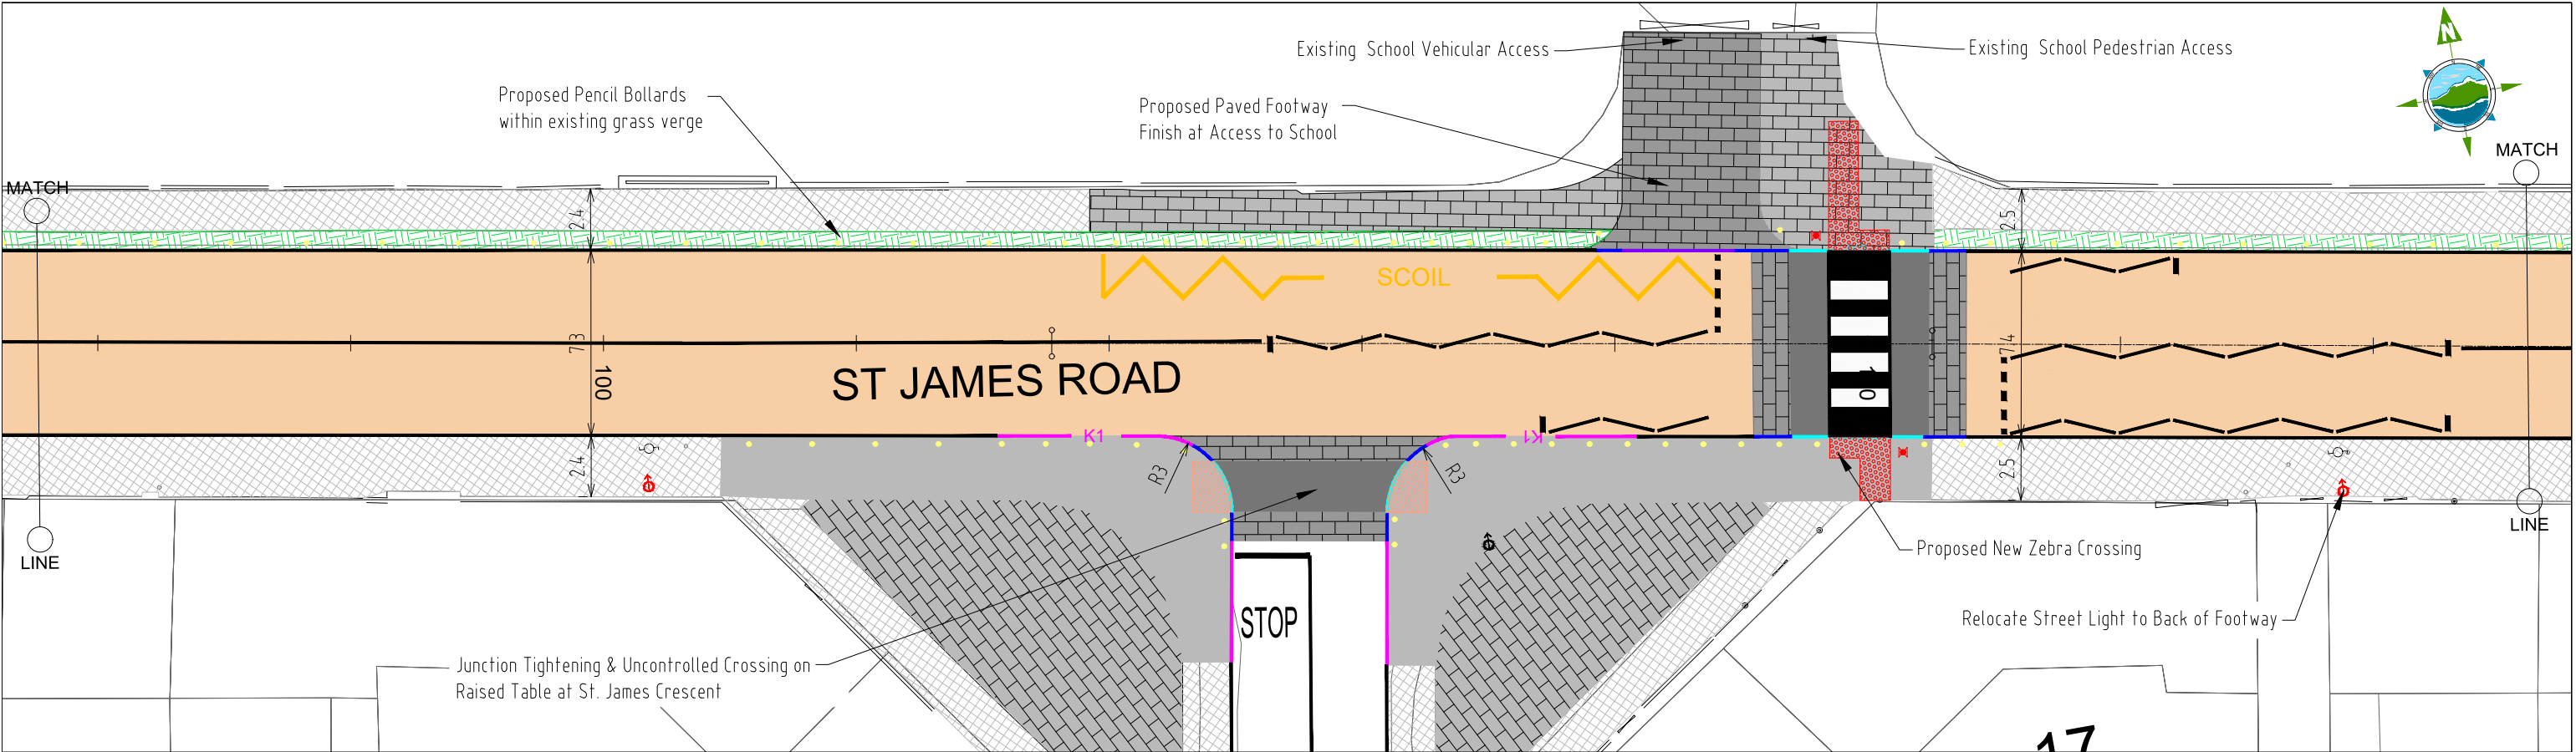 Existing School Vehicular Access
Existing School Pedestrian Access
N
Proposed Pencil Bollards
within existing grass verge
Proposed Paved Footway
Finish at Access to School
MATCH
MATCH
2.4
2.5
SCOIL
7.3
7.4
100
ST JAMES ROAD
K1
K1
2.4
R3
R3
2.5
LINE
LINE
Proposed New Zebra Crossing
STOP
Relocate Street Light to Back of Footway
Junction Tightening & Uncontrolled Crossing on
Raised Table at St. James Crescent
17